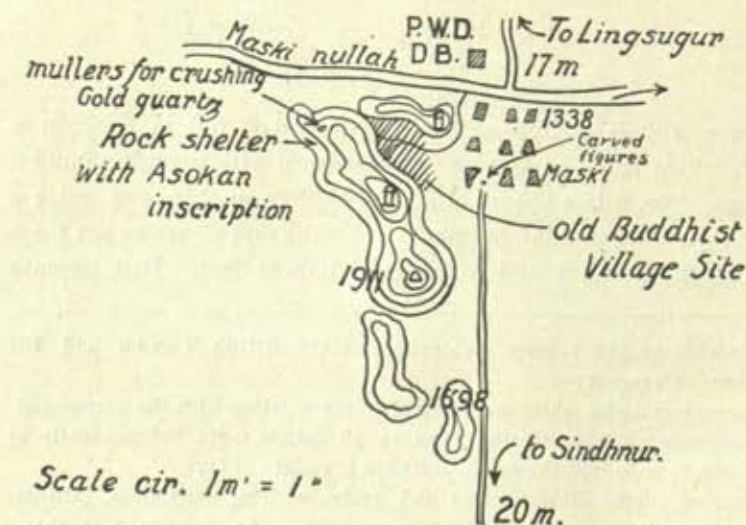 P.W.D.
D B.
To Lingsugur
17 m
Maski nullah
mullers for crushing
Gold quartz
Rock shelter
with Asokan
inscription
1338
Carved
figures
Maski
old Buddhist
Village Site
1911
1698
to Sindhnur.
20 m.
Scale cir. 1m' = 1"